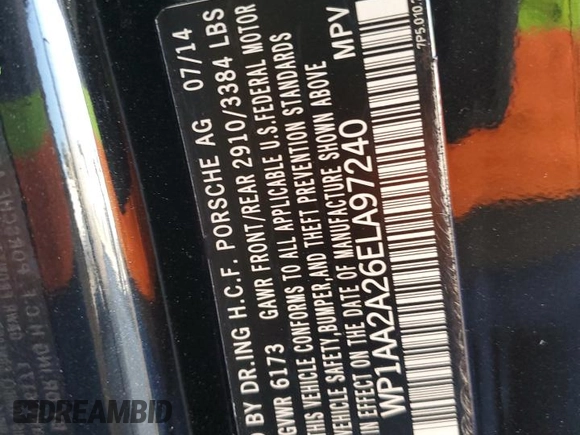 D BY DR.ING H.C.F. PORSCHE AG 07/14
GVWR 6173 GAWR FRONT/REAR 2910/3384 LBS
THIS VEHICLE CONFORMS TO ALL APPLICABLE U.S.FEDERAL MOTOR
VEHICLE SAFETY,BUMPER,AND THEFT PREVENTION STANDARDS
IN EFFECT ON THE DATE OF MANUFACTURE SHOWN ABOVE
WP1AA2A26ELA97240 MPV
7P5.010.
DREAMBID